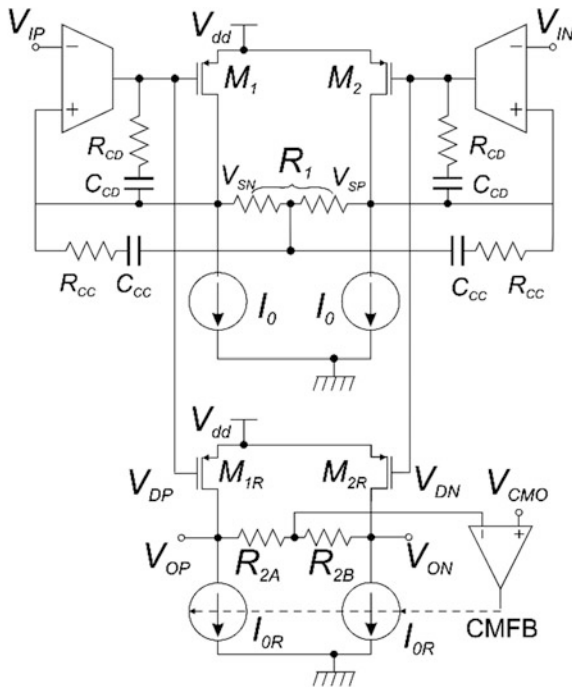 V_IP
V_dd
V_IN
−
+
M_1
M_2
−
+
R_CD
C_CD
R_CD
C_CD
V_SN
R_1
V_SP
R_CC
C_CC
C_CC
R_CC
I_0
I_0
V_dd
M_1R
M_2R
V_DP
V_DN
V_CMO
V_OP
R_2A
R_2B
V_ON
−
+
I_0R
I_0R
CMFB